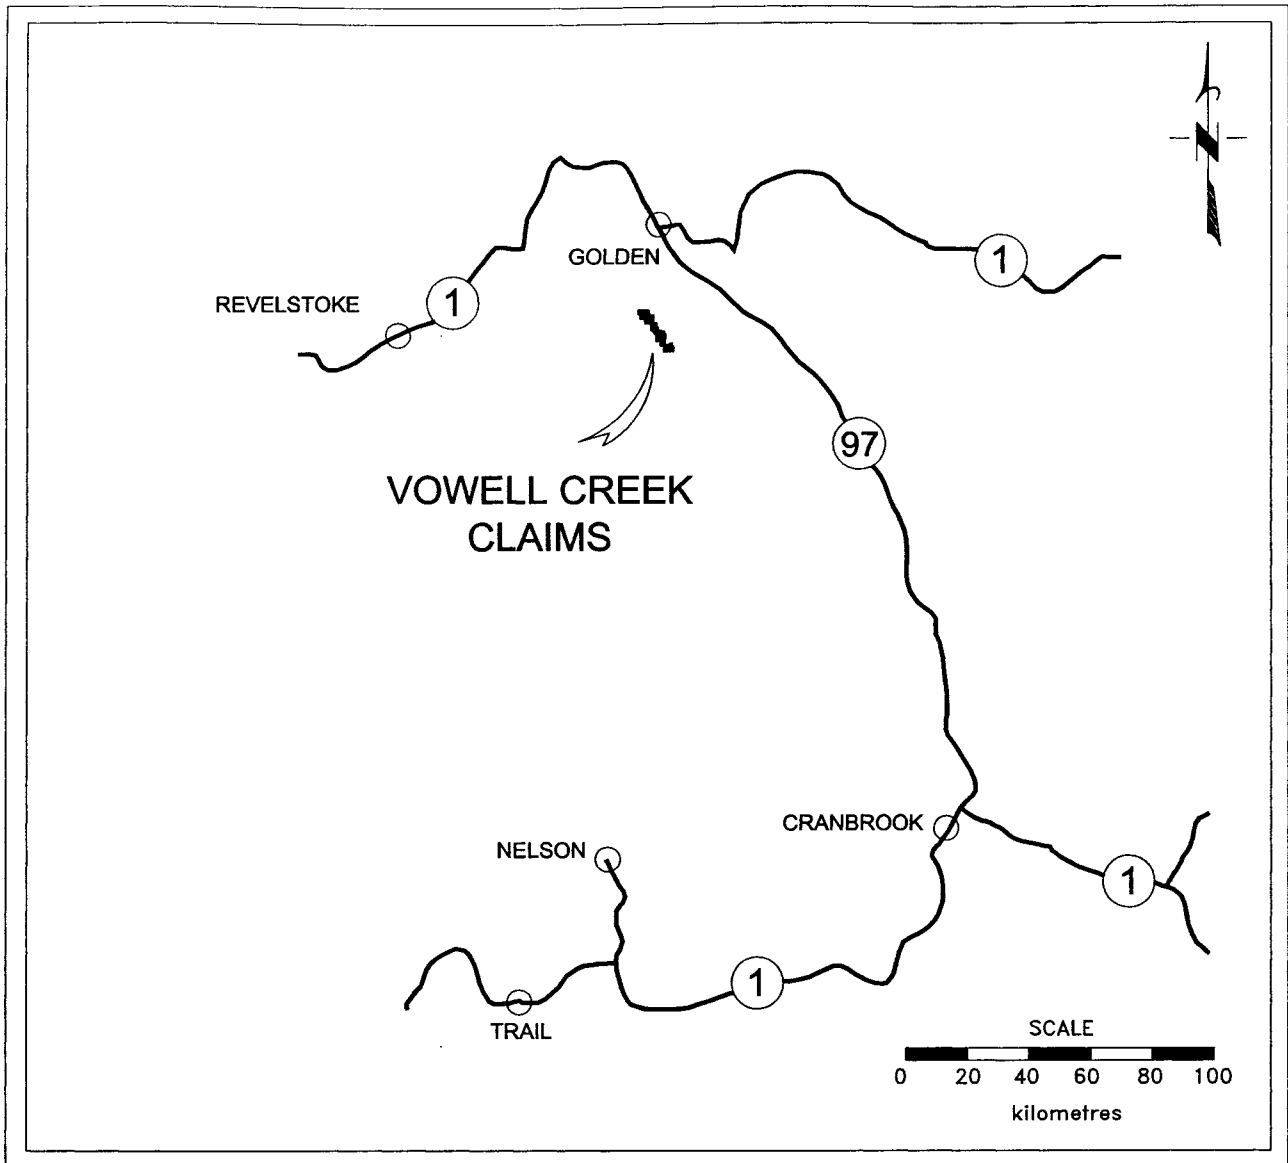 N
GOLDEN
1
REVELSTOKE
1
97
VOWELL CREEK
CLAIMS
CRANBROOK
NELSON
1
1
TRAIL
SCALE
0 20 40 60 80 100
kilometres